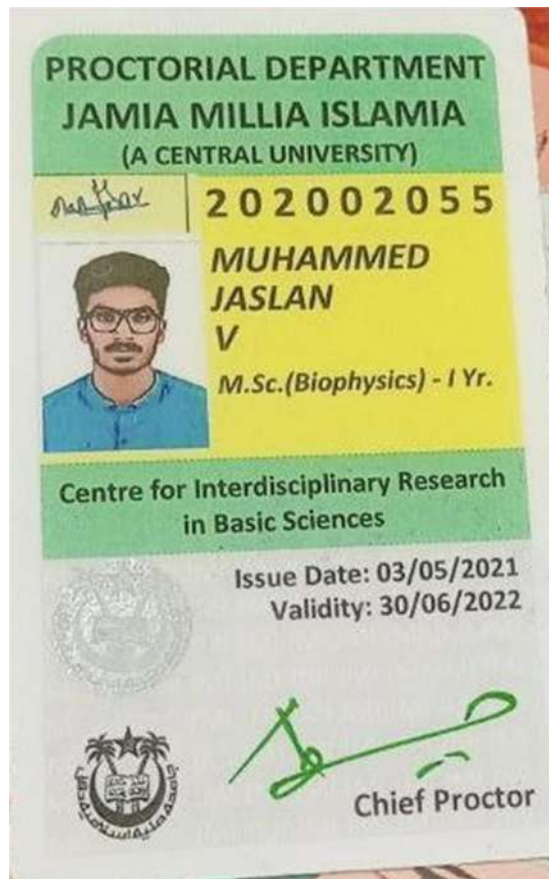 PROCTORIAL DEPARTMENT
JAMIA MILLIA ISLAMIA
(A CENTRAL UNIVERSITY)
202002055
MUHAMMED
JASLAN
V
M.Sc.(Biophysics) - I Yr.
Centre for Interdisciplinary Research
in Basic Sciences
Issue Date: 03/05/2021
Validity: 30/06/2022
Chief Proctor